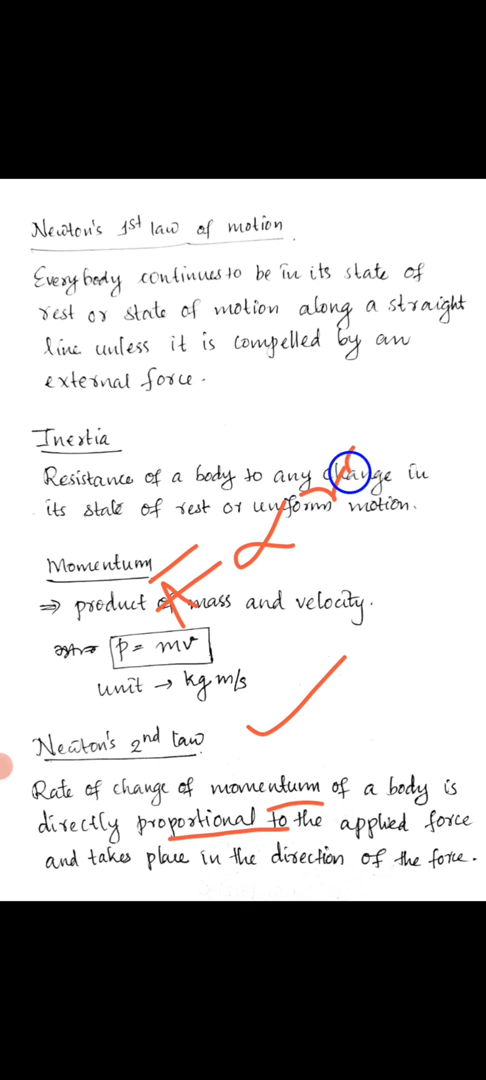 Newton's 1st law of motion
Every body continues to be in its state of
rest or state of motion along a straight
line unless it is compelled by an
external force.
Inertia
Resistance of a body to any change in
its state of rest or uniform motion.
Momentum
⇒ product of mass and velocity.
p = mv
unit → kg m/s
F ∝
Newton's 2nd law
Rate of change of momentum of a body is
directly proportional to the applied force
and takes place in the direction of the force.